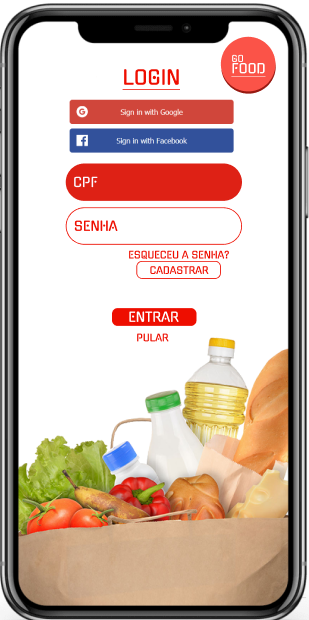 GO
FOOD
LOGIN
G Sign in with Google
f Sign in with Facebook
CPF
SENHA
ESQUECEU A SENHA?
CADASTRAR
ENTRAR
PULAR